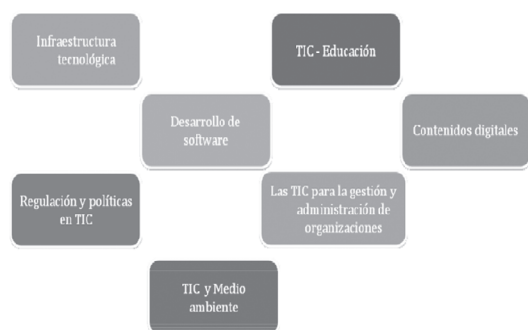 Infraestructura
tecnológica
TIC - Educación
Desarrollo de
software
Contenidos digitales
Regulación y políticas
en TIC
Las TIC para la gestión y
administración de
organizaciones
TIC y Medio
ambiente